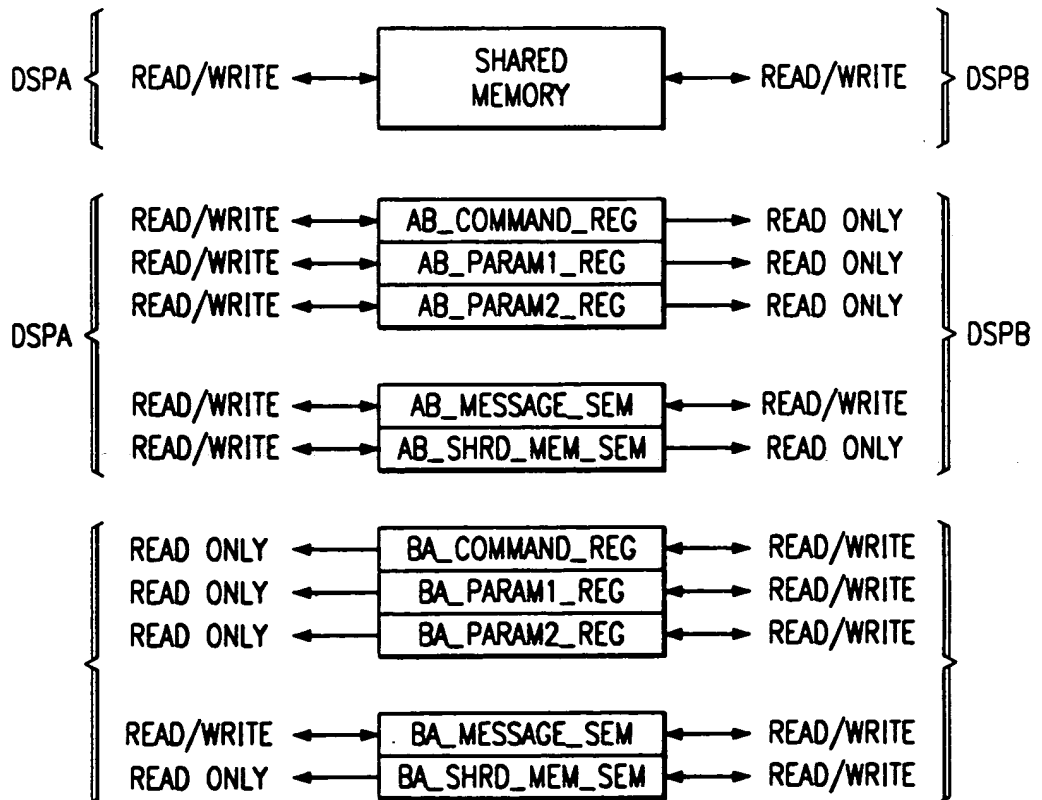 DSPA READ/WRITE SHARED MEMORY READ/WRITE DSPB
READ/WRITE AB_COMMAND_REG READ ONLY
READ/WRITE AB_PARAM1_REG READ ONLY
READ/WRITE AB_PARAM2_REG READ ONLY
DSPA DSPB
READ/WRITE AB_MESSAGE_SEM READ/WRITE
READ/WRITE AB_SHRD_MEM_SEM READ ONLY
READ ONLY BA_COMMAND_REG READ/WRITE
READ ONLY BA_PARAM1_REG READ/WRITE
READ ONLY BA_PARAM2_REG READ/WRITE
READ/WRITE BA_MESSAGE_SEM READ/WRITE
READ ONLY BA_SHRD_MEM_SEM READ/WRITE